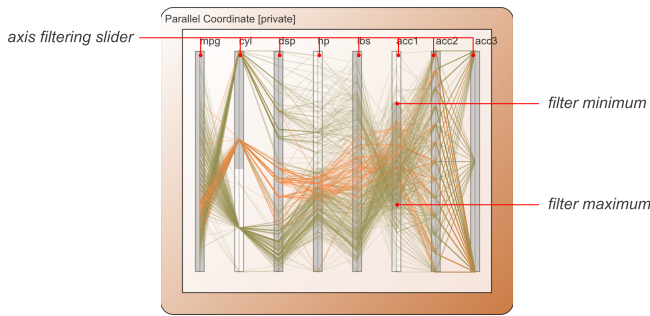 Parallel Coordinate [private]
axis filtering slider
mpg cyl dsp hp lbs acc1 acc2 acc3
filter minimum
filter maximum